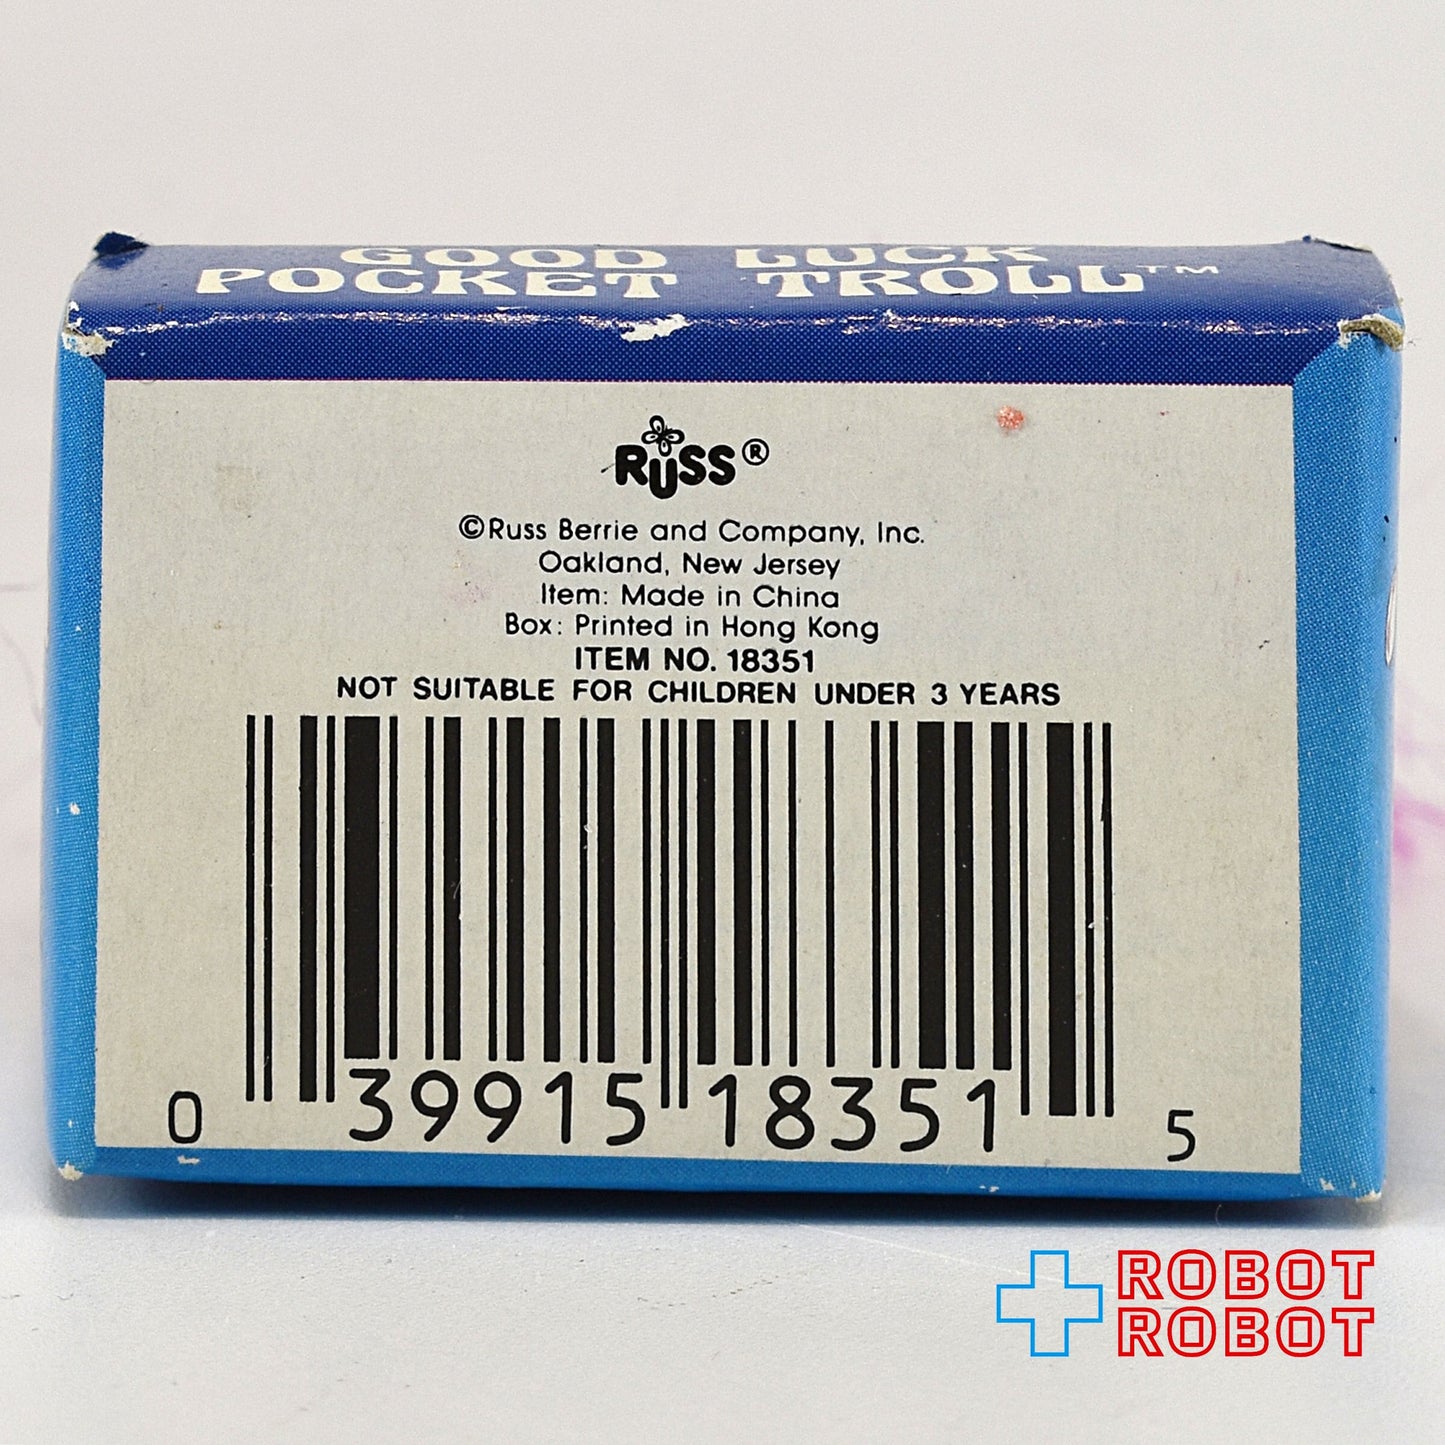 GOOD LUCK
POCKET TROLL™
RUSS®
©Russ Berrie and Company, Inc.
Oakland, New Jersey
Item: Made in China
Box: Printed in Hong Kong
ITEM NO. 18351
NOT SUITABLE FOR CHILDREN UNDER 3 YEARS
0 39915 18351 5
ROBOT
ROBOT